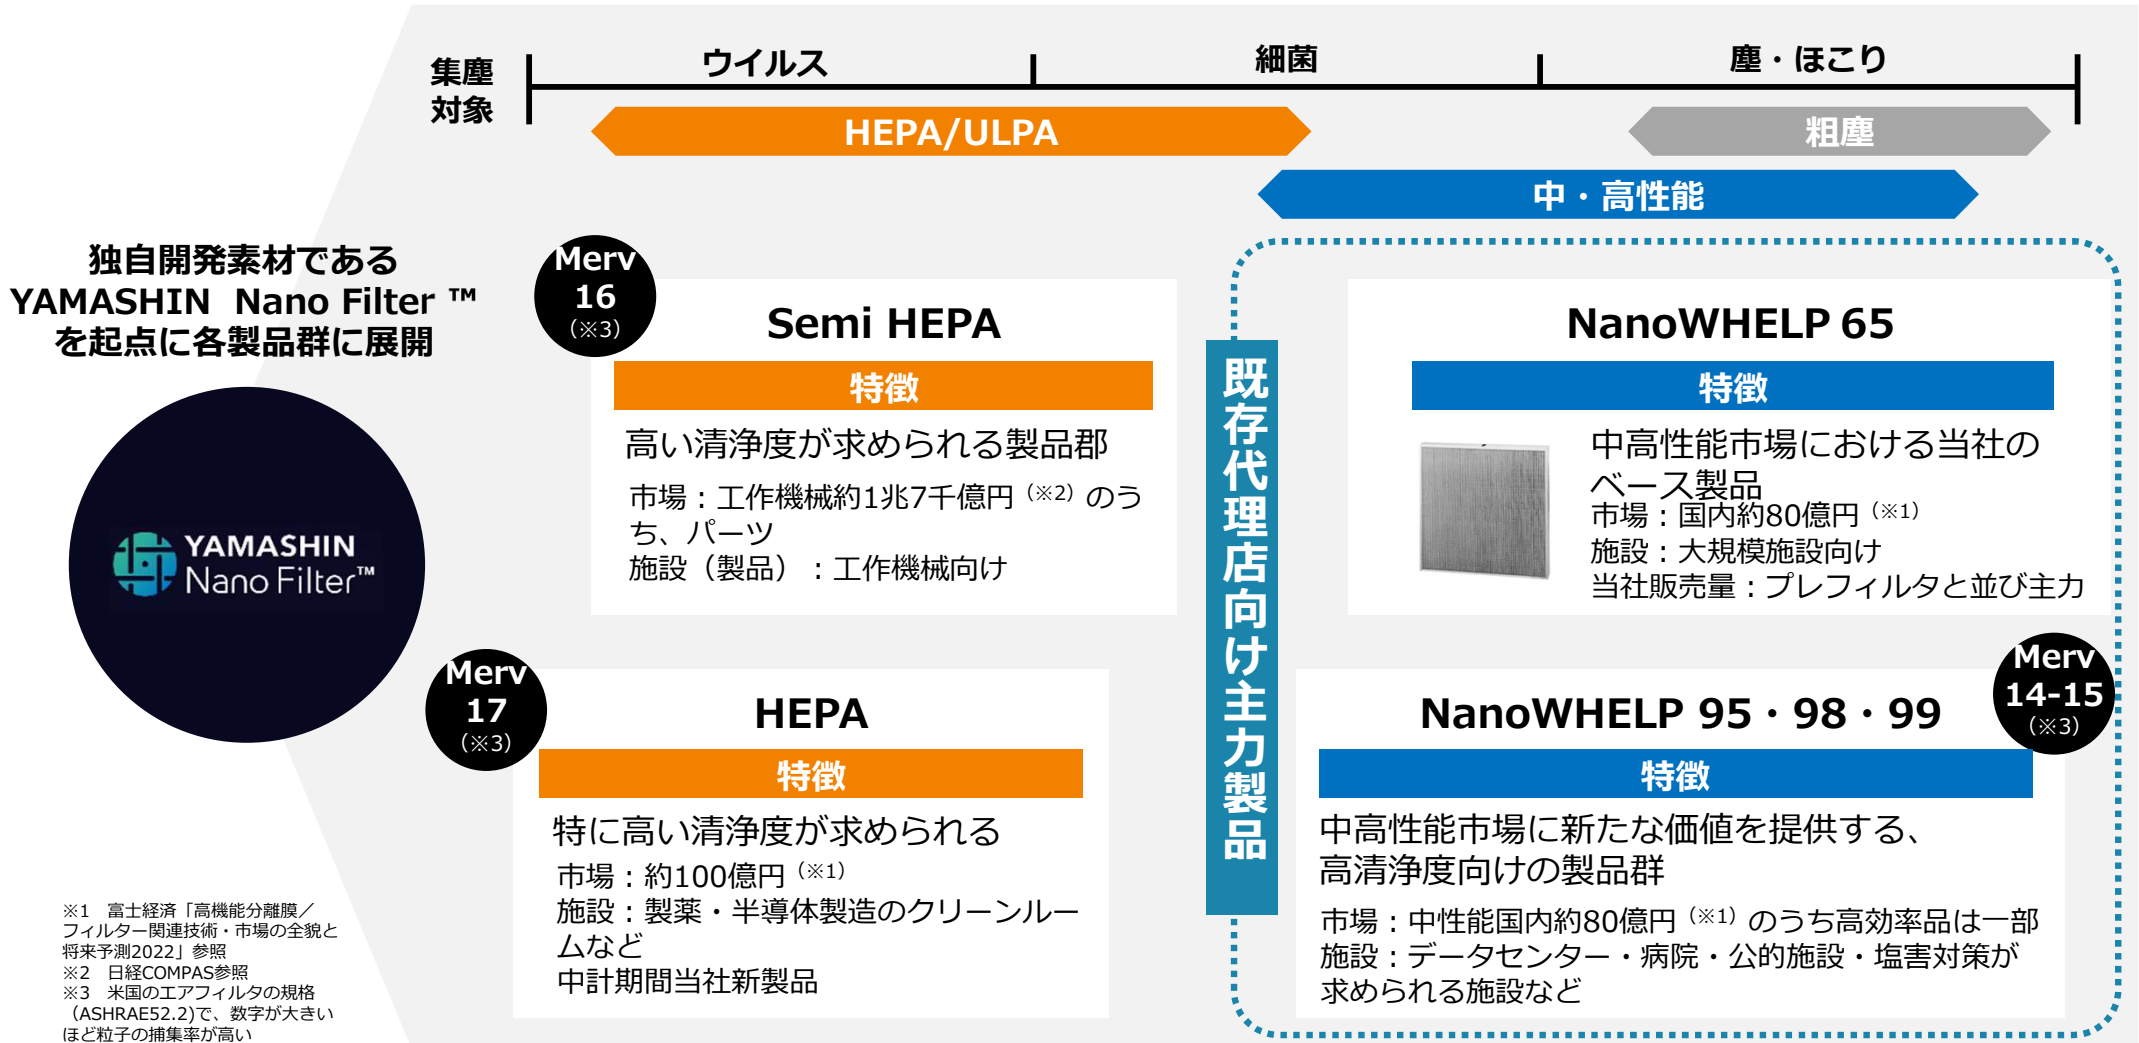 集塵
対象
ウイルス
細菌
塵・ほこり
HEPA/ULPA
粗塵
中・高性能
独自開発素材である
YAMASHIN Nano Filter ™
を起点に各製品群に展開
YAMASHIN
Nano Filter™
Merv
16
（※3）
Semi HEPA
特徴
高い清浄度が求められる製品郡
市場：工作機械約1兆7千億円（※2）のう
ち、パーツ
施設（製品）：工作機械向け
Merv
17
（※3）
HEPA
特徴
特に高い清浄度が求められる
市場：約100億円（※1）
施設：製薬・半導体製造のクリーンルー
ムなど
中計期間当社新製品
既存代理店向け主力製品
NanoWHELP 65
特徴
中高性能市場における当社の
ベース製品
市場：国内約80億円（※1）
施設：大規模施設向け
当社販売量：プレフィルタと並び主力
Merv
14-15
（※3）
NanoWHELP 95・98・99
特徴
中高性能市場に新たな価値を提供する、
高清浄度向けの製品群
市場：中性能国内約80億円（※1）のうち高効率品は一部
施設：データセンター・病院・公的施設・塩害対策が
求められる施設など
※1　富士経済「高機能分離膜／
フィルター関連技術・市場の全貌と
将来予測2022」参照
※2　日経COMPAS参照
※3　米国のエアフィルタの規格
（ASHRAE52.2)で、数字が大きい
ほど粒子の捕集率が高い